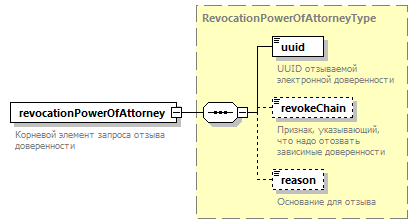 RevocationPowerOfAttorneyType
uuid
UUID отзываемой
электронной доверенности
revocationPowerOfAttorney
Корневой элемент запроса отзыва
доверенности
revokeChain
Признак, указывающий,
что надо отозвать
зависимые доверенности
reason
Основание для отзыва